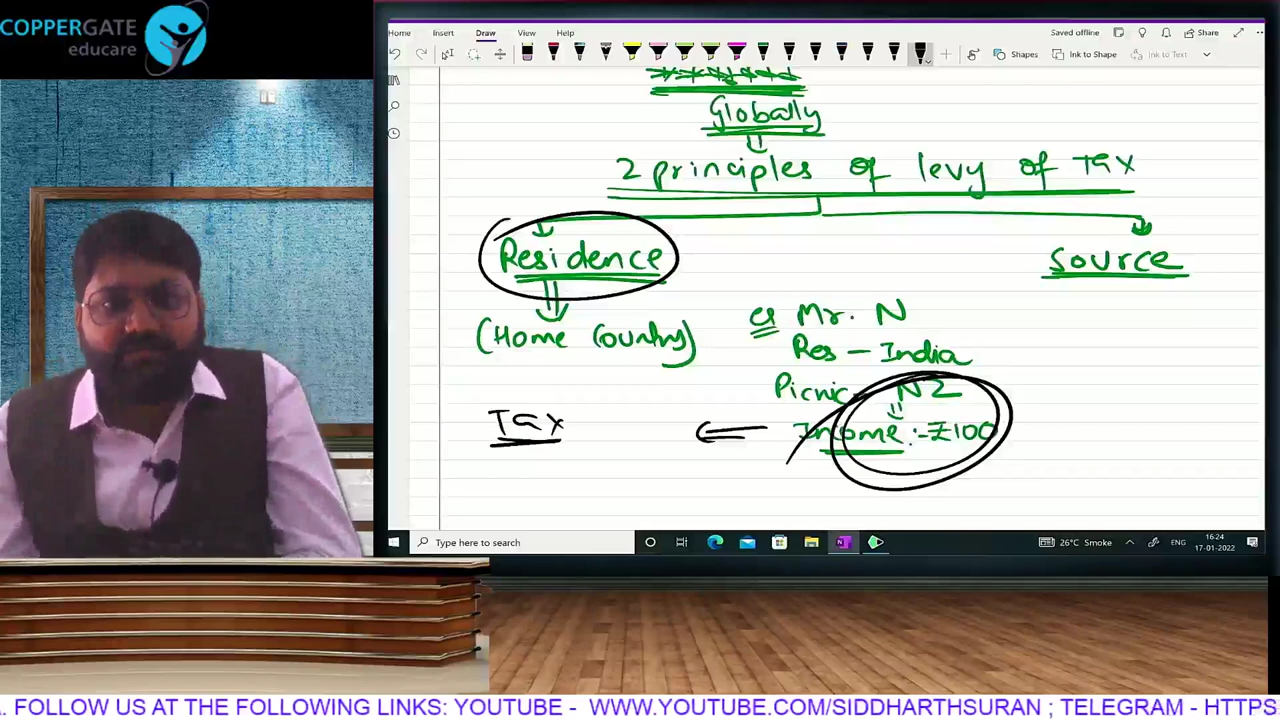 COPPERGATE
educare
Home Insert Draw View Help
Saved offline
Share
Shapes
Ink to Shape
Ink to Text
Globally
2 principles of levy of Tax
Residence
Source
(Home Country)
eg Mr. N
Res - India
Picnic - NZ
Income :- ₹100
Tax
Type here to search
26°C Smoke
ENG
16:24
17-01-2022
. FOLLOW US AT THE FOLLOWING LINKS: YOUTUBE - WWW.YOUTUBE.COM/SIDDHARTHSURAN ; TELEGRAM - HTTPS